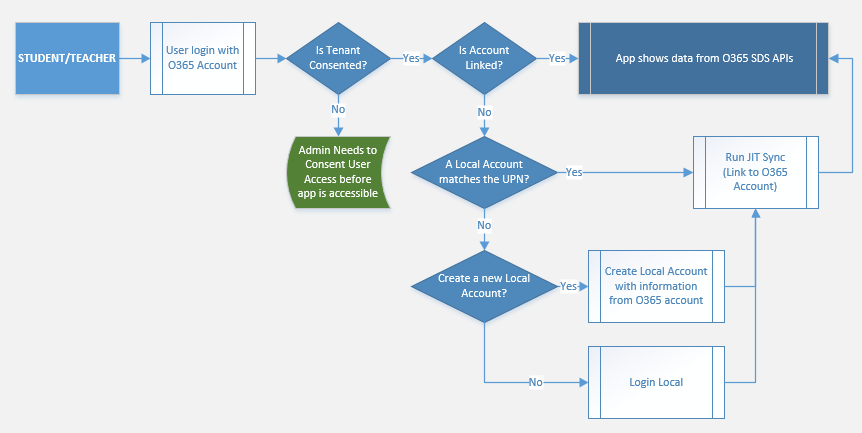 STUDENT/TEACHER
User login with
O365 Account
Is Tenant
Consented?
Yes
Is Account
Linked?
Yes
App shows data from O365 SDS APIs
No
No
Admin Needs to
Consent User
Access before
app is accessible
A Local Account
matches the UPN?
Yes
Run JIT Sync
(Link to O365
Account)
No
Create a new Local
Account?
Yes
Create Local Account
with information
from O365 account
No
Login Local